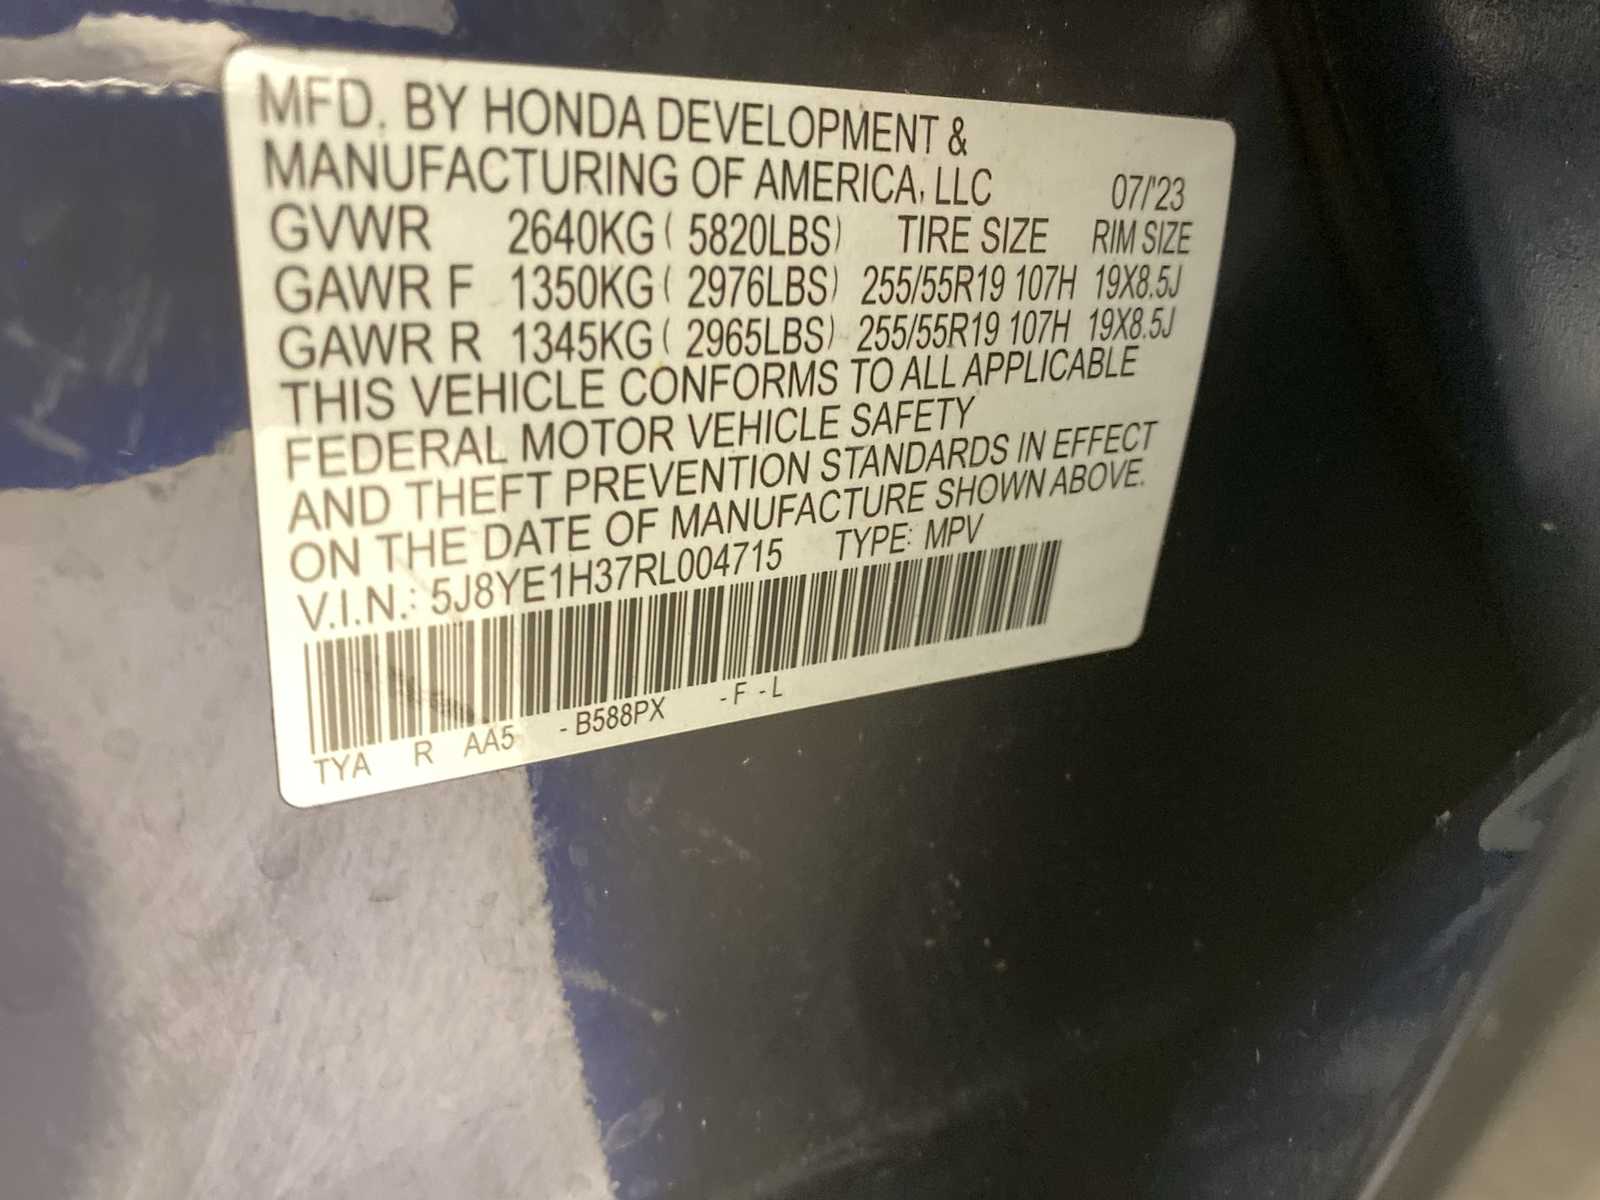 MFD. BY HONDA DEVELOPMENT &
MANUFACTURING OF AMERICA, LLC 07/'23
GVWR 2640KG ( 5820LBS) TIRE SIZE RIM SIZE
GAWR F 1350KG ( 2976LBS) 255/55R19 107H 19X8.5J
GAWR R 1345KG ( 2965LBS) 255/55R19 107H 19X8.5J
THIS VEHICLE CONFORMS TO ALL APPLICABLE
FEDERAL MOTOR VEHICLE SAFETY
AND THEFT PREVENTION STANDARDS IN EFFECT
ON THE DATE OF MANUFACTURE SHOWN ABOVE.
V.I.N.: 5J8YE1H37RL004715 TYPE: MPV
TYA R AA5 - B588PX - F - L